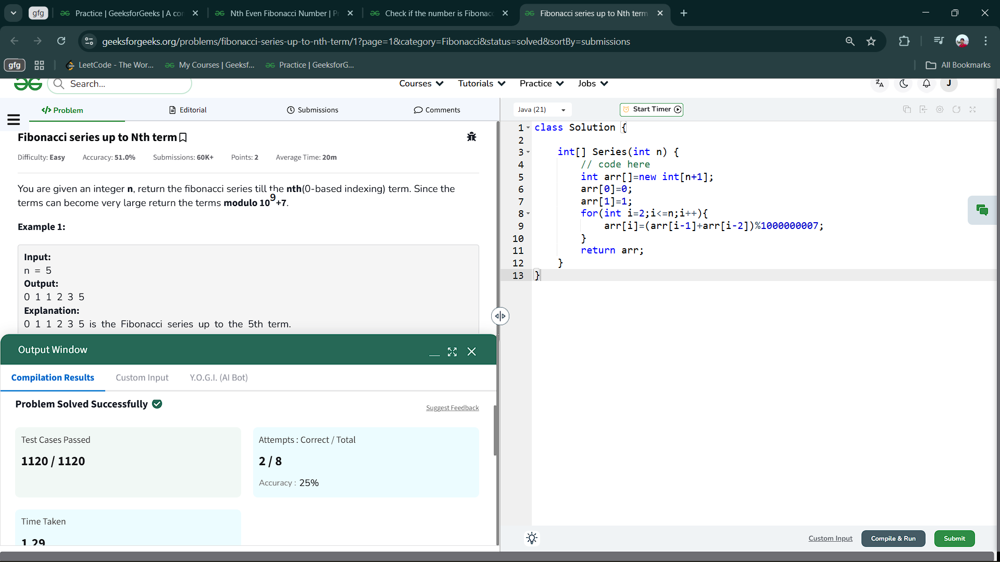 gfg
Practice | GeeksforGeeks | A co
Nth Even Fibonacci Number | P
Check if the number is Fibonac
Fibonacci series up to Nth term
geeksforgeeks.org/problems/fibonacci-series-up-to-nth-term/1?page=1&category=Fibonacci&status=solved&sortBy=submissions
gfg
LeetCode - The Wor...
My Courses | Geeksf...
Practice | GeeksforG...
All Bookmarks
Search...
Courses
Tutorials
Practice
Jobs
J
</> Problem
Editorial
Submissions
Comments
Fibonacci series up to Nth term
Difficulty: Easy Accuracy: 51.0% Submissions: 60K+ Points: 2 Average Time: 20m
You are given an integer n, return the fibonacci series till the nth(0-based indexing) term. Since the
terms can become very large return the terms modulo 10^9+7.
Example 1:
Input:
n = 5
Output:
0 1 1 2 3 5
Explanation:
0 1 1 2 3 5 is the Fibonacci series up to the 5th term.
Output Window
Compilation Results
Custom Input
Y.O.G.I. (AI Bot)
Problem Solved Successfully
Suggest Feedback
Test Cases Passed
1120 / 1120
Attempts : Correct / Total
2 / 8
Accuracy : 25%
Time Taken
1.29
Java (21)
Start Timer
1 class Solution {
2
3 int[] Series(int n) {
4 // code here
5 int arr[]=new int[n+1];
6 arr[0]=0;
7 arr[1]=1;
8 for(int i=2;i<=n;i++){
9 arr[i]=(arr[i-1]+arr[i-2])%1000000007;
10 }
11 return arr;
12 }
13 }
Custom Input
Compile & Run
Submit